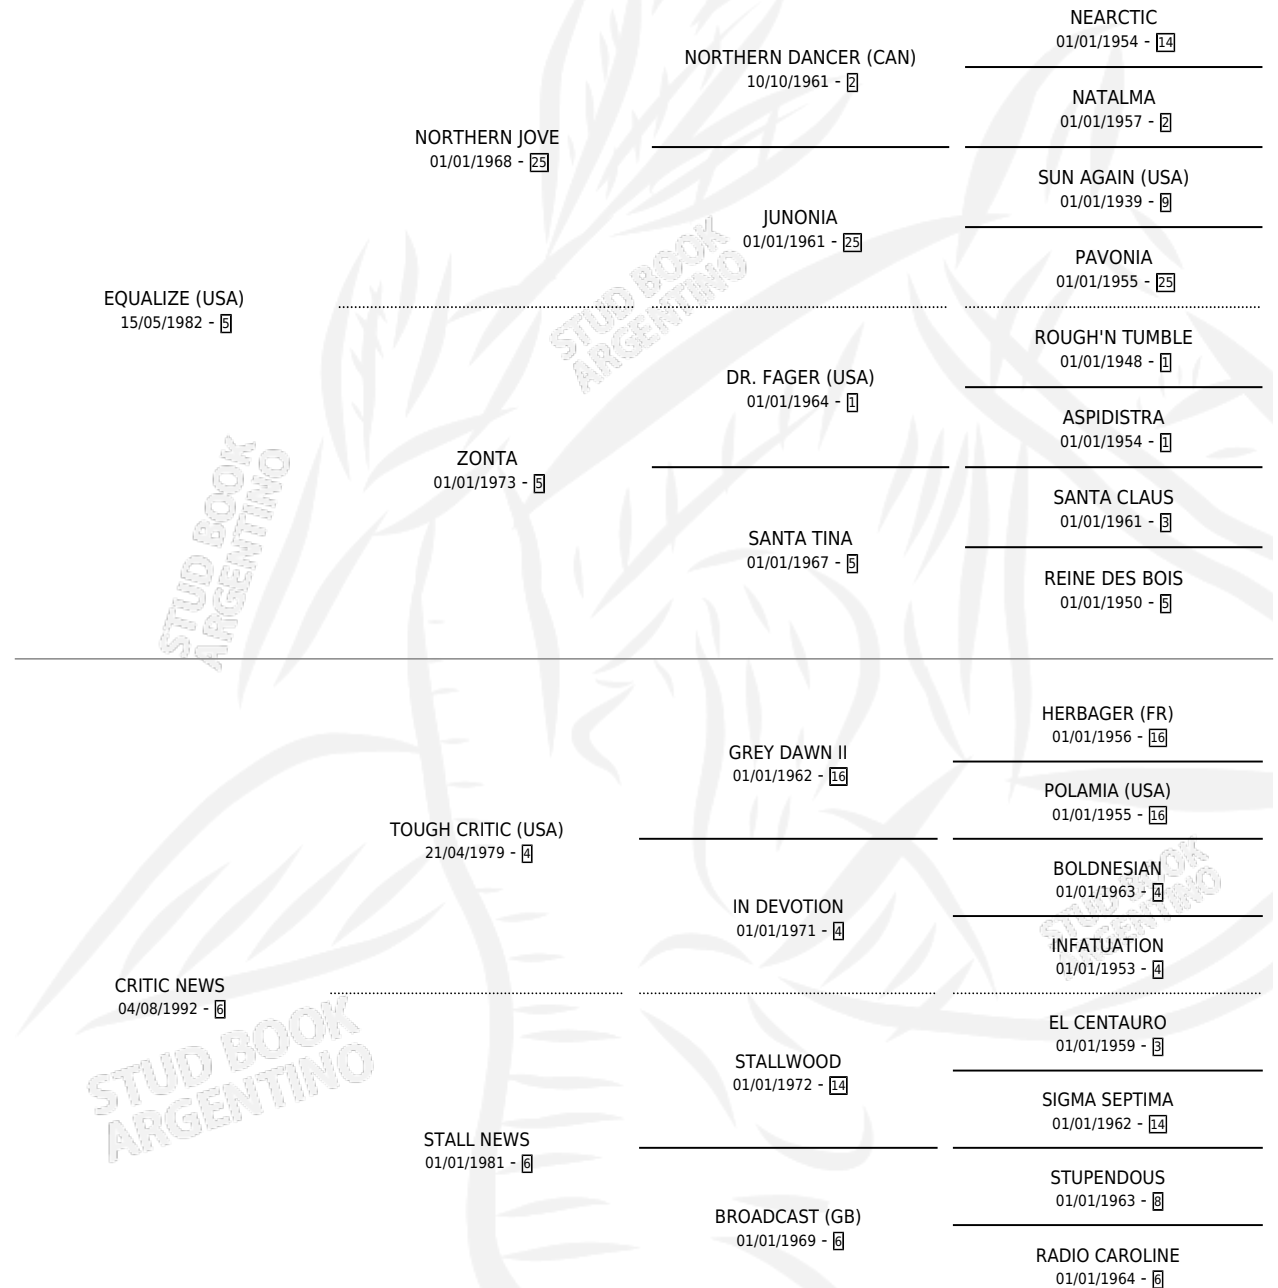 NEARCTIC
01/01/1954 - 14
NORTHERN DANCER (CAN)
10/10/1961 - 2
NATALMA
01/01/1957 - 2
NORTHERN JOVE
01/01/1968 - 25
SUN AGAIN (USA)
01/01/1939 - 9
JUNONIA
01/01/1961 - 25
PAVONIA
01/01/1955 - 25
EQUALIZE (USA)
15/05/1982 - 5
STUD BOOK
ARGENTINO
ROUGH'N TUMBLE
01/01/1948 - 1
DR. FAGER (USA)
01/01/1964 - 1
ASPIDISTRA
01/01/1954 - 1
ZONTA
01/01/1973 - 5
SANTA CLAUS
01/01/1961 - 3
SANTA TINA
01/01/1967 - 5
REINE DES BOIS
01/01/1950 - 5
STUD BOOK
ARGENTINO
HERBAGER (FR)
01/01/1956 - 16
GREY DAWN II
01/01/1962 - 16
POLAMIA (USA)
01/01/1955 - 16
TOUGH CRITIC (USA)
21/04/1979 - 4
BOLDNESIAN
01/01/1963 - 4
IN DEVOTION
01/01/1971 - 4
INFATUATION
01/01/1953 - 4
STUD BOOK
ARGENTINO
CRITIC NEWS
04/08/1992 - 6
EL CENTAURO
01/01/1959 - 3
STALLWOOD
01/01/1972 - 14
SIGMA SEPTIMA
01/01/1962 - 14
STUD BOOK
ARGENTINO
STALL NEWS
01/01/1981 - 6
STUPENDOUS
01/01/1963 - 8
BROADCAST (GB)
01/01/1969 - 6
RADIO CAROLINE
01/01/1964 - 6